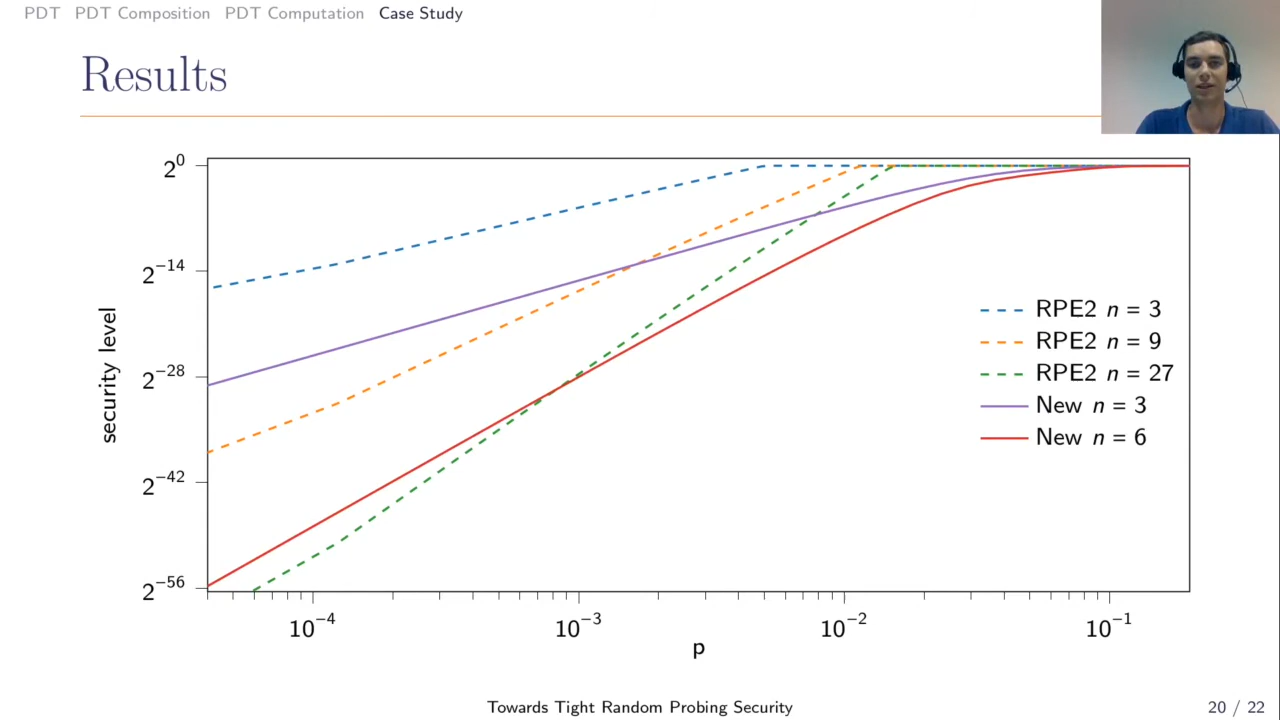 PDT PDT Composition PDT Computation Case Study
Results
2^0
2^−14
2^−28
2^−42
2^−56
security level
RPE2 n = 3
RPE2 n = 9
RPE2 n = 27
New n = 3
New n = 6
10^−4 10^−3 10^−2 10^−1
p
Towards Tight Random Probing Security 20 / 22